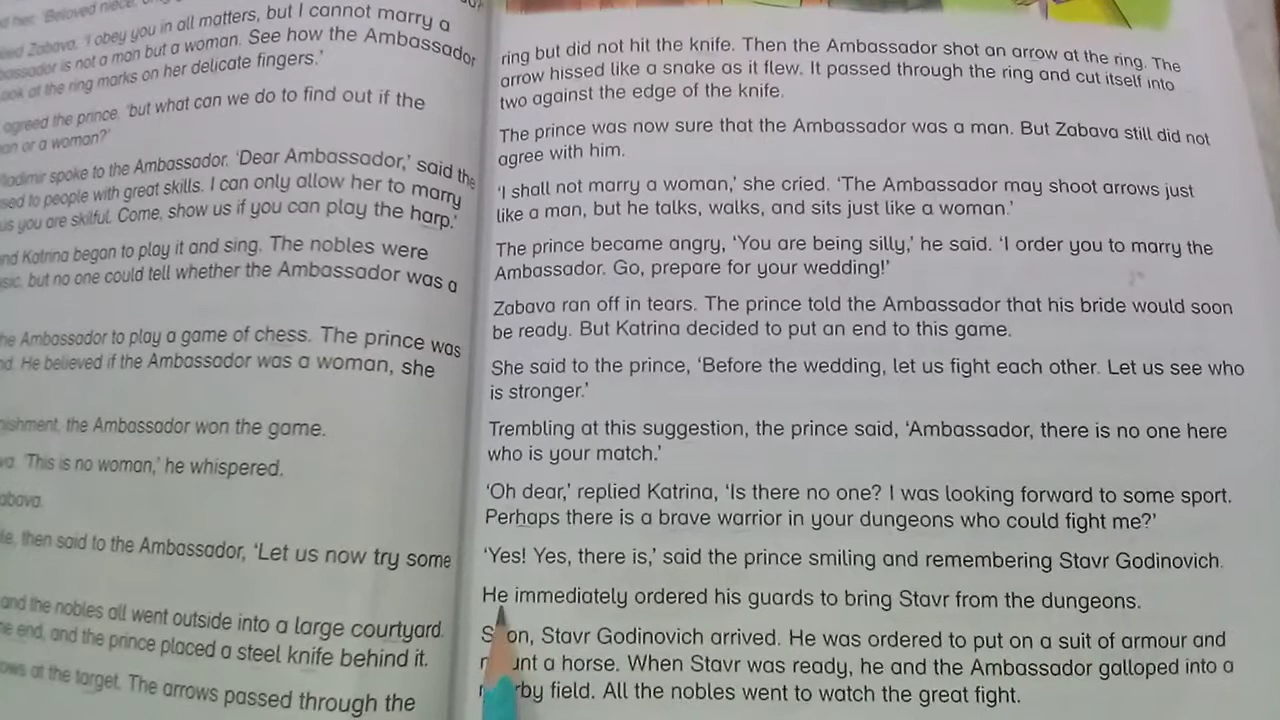 her. 'Beloved niece,
Zabava, 'I obey you in all matters, but I cannot marry a
is not a man but a woman. See how the Ambassador
at the ring marks on her delicate fingers.'
agreed the prince, 'but what can we do to find out if the
or a woman?'
spoke to the Ambassador. 'Dear Ambassador,' said the
to people with great skills. I can only allow her to marry
us you are skilful. Come, show us if you can play the harp.'
Katrina began to play it and sing. The nobles were
but no one could tell whether the Ambassador was a
Ambassador to play a game of chess. The prince was
He believed if the Ambassador was a woman, she
the Ambassador won the game.
'This is no woman,' he whispered.
then said to the Ambassador, 'Let us now try some
and the nobles all went outside into a large courtyard.
end, and the prince placed a steel knife behind it.
at the target. The arrows passed through the
ring but did not hit the knife. Then the Ambassador shot an arrow at the ring. The
arrow hissed like a snake as it flew. It passed through the ring and cut itself into
two against the edge of the knife.
The prince was now sure that the Ambassador was a man. But Zabava still did not
agree with him.
'I shall not marry a woman,' she cried. 'The Ambassador may shoot arrows just
like a man, but he talks, walks, and sits just like a woman.'
The prince became angry, 'You are being silly,' he said. 'I order you to marry the
Ambassador. Go, prepare for your wedding!'
Zabava ran off in tears. The prince told the Ambassador that his bride would soon
be ready. But Katrina decided to put an end to this game.
She said to the prince, 'Before the wedding, let us fight each other. Let us see who
is stronger.'
Trembling at this suggestion, the prince said, 'Ambassador, there is no one here
who is your match.'
'Oh dear,' replied Katrina, 'Is there no one? I was looking forward to some sport.
Perhaps there is a brave warrior in your dungeons who could fight me?'
'Yes! Yes, there is,' said the prince smiling and remembering Stavr Godinovich.
He immediately ordered his guards to bring Stavr from the dungeons.
Soon, Stavr Godinovich arrived. He was ordered to put on a suit of armour and
mount a horse. When Stavr was ready, he and the Ambassador galloped into a
nearby field. All the nobles went to watch the great fight.